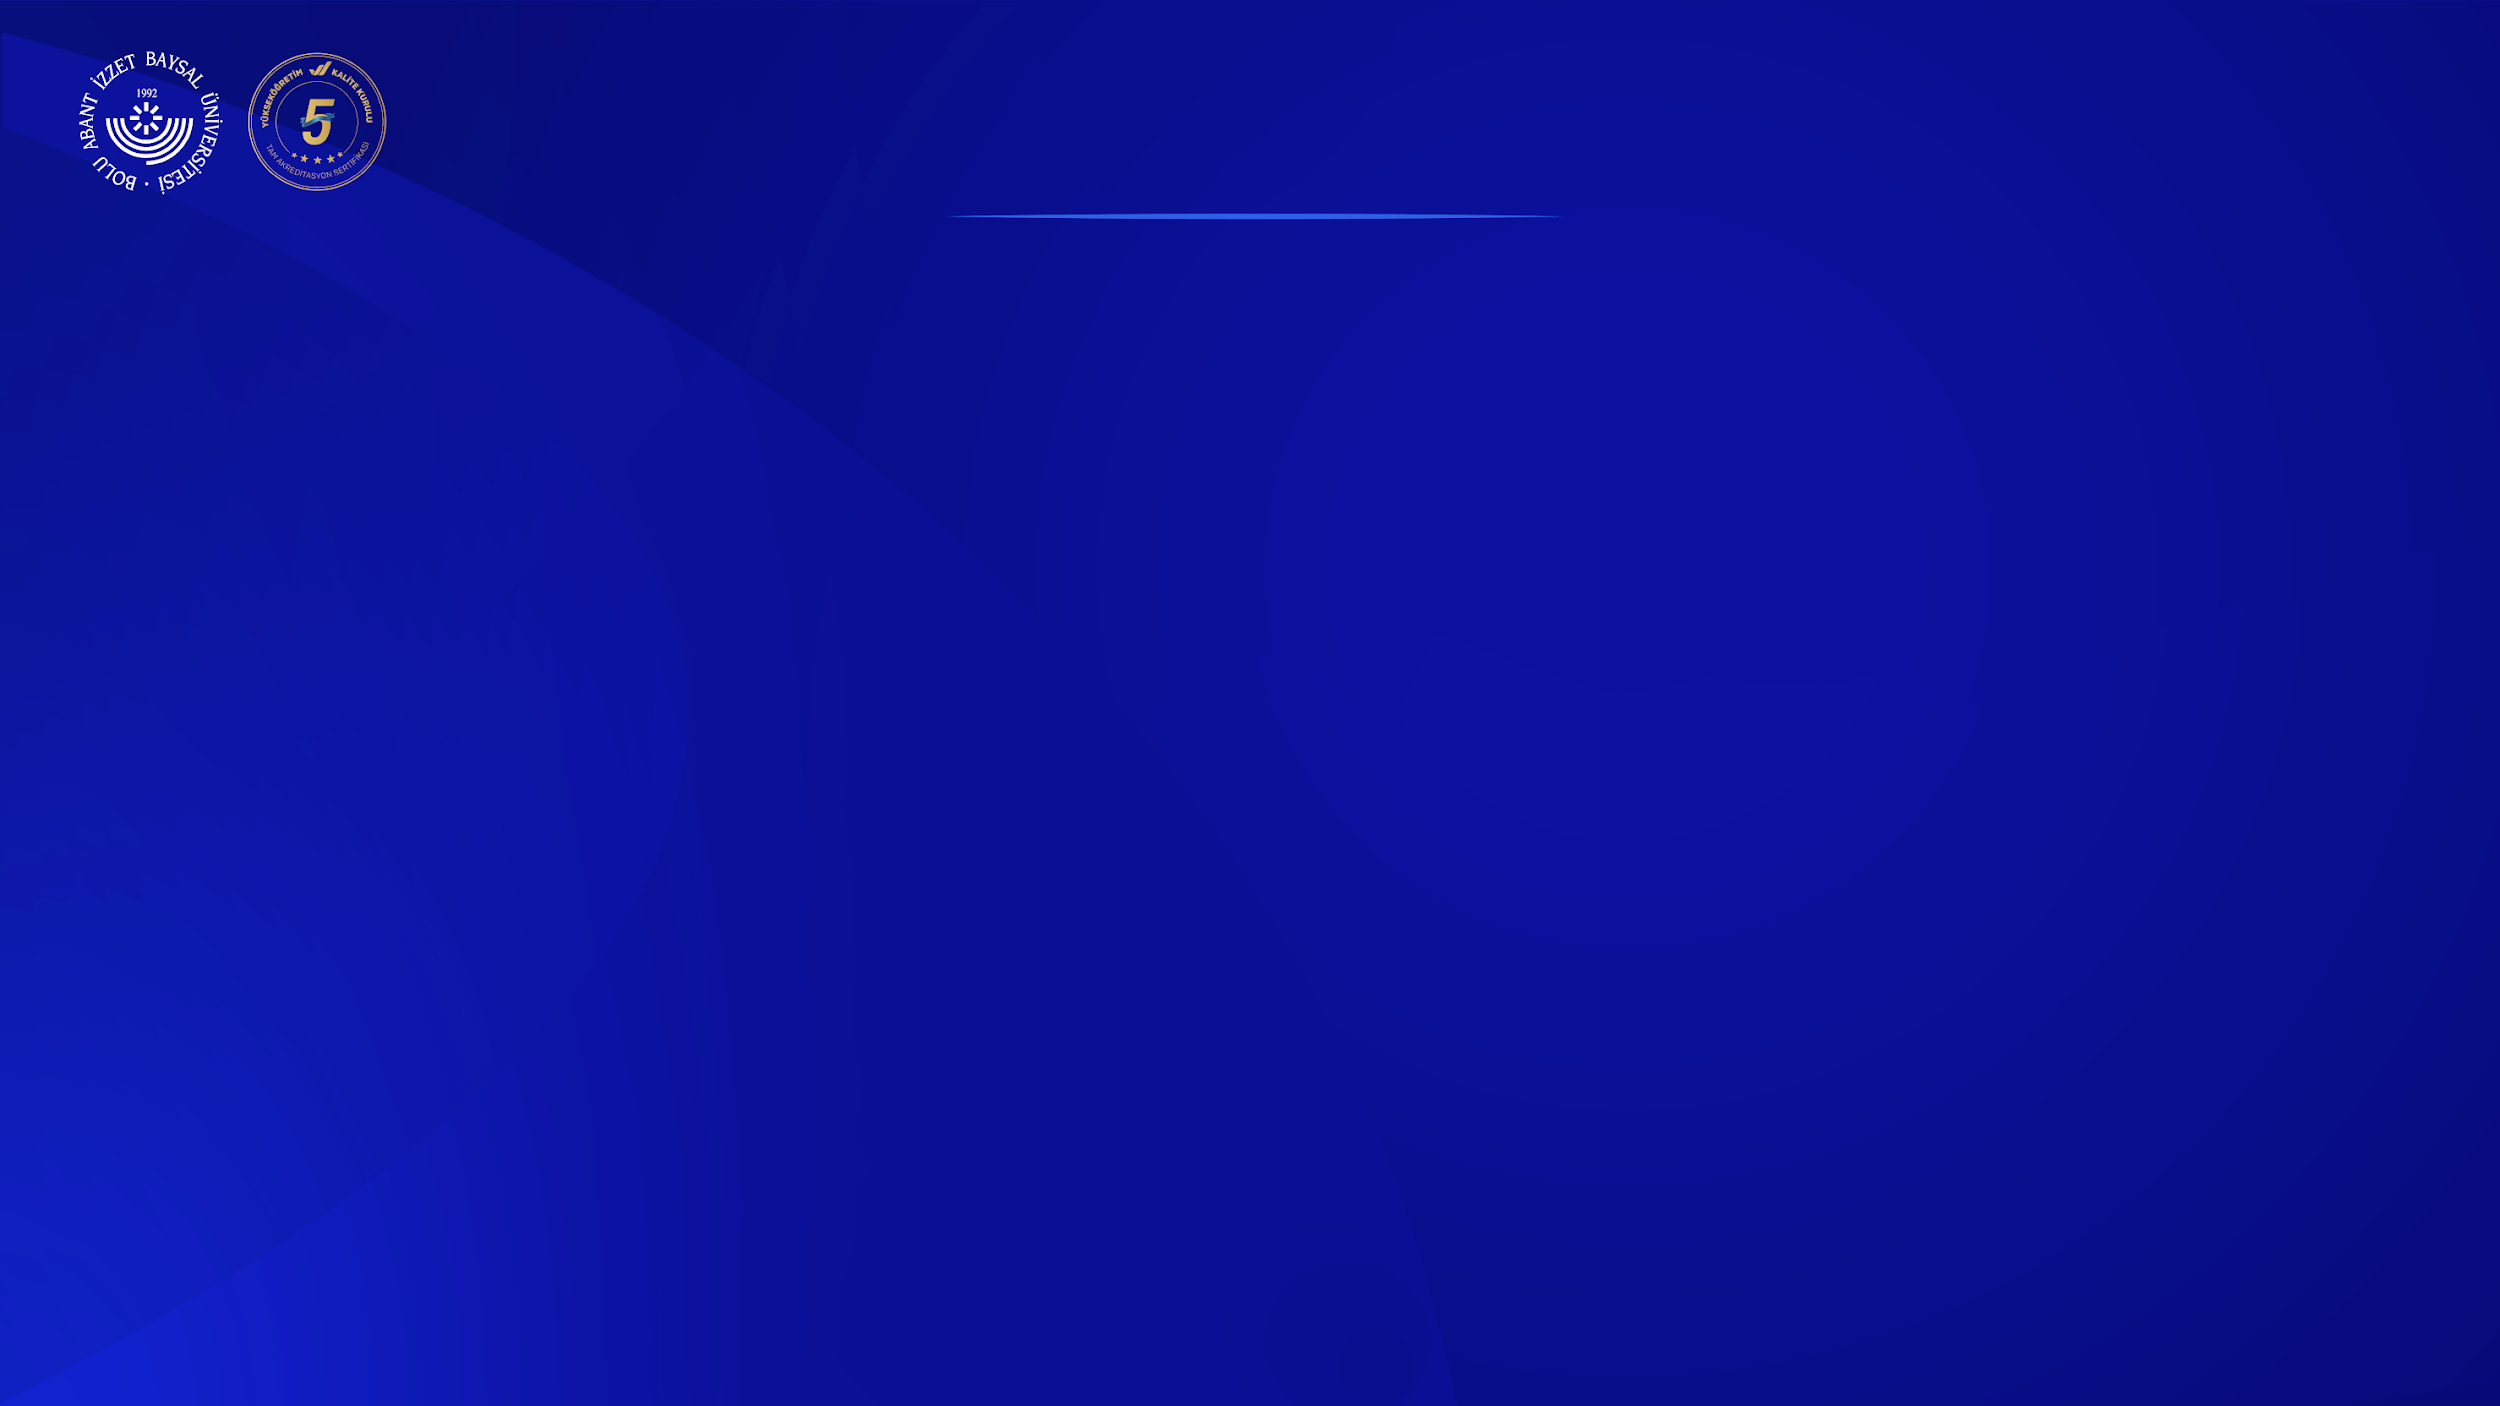 BOLU ABANT İZZET BAYSAL ÜNİVERSİTESİ
1992
YÜKSEKÖĞRETİM KALİTE KURULU
5
TAM AKREDİTASYON SERTİFİKASI